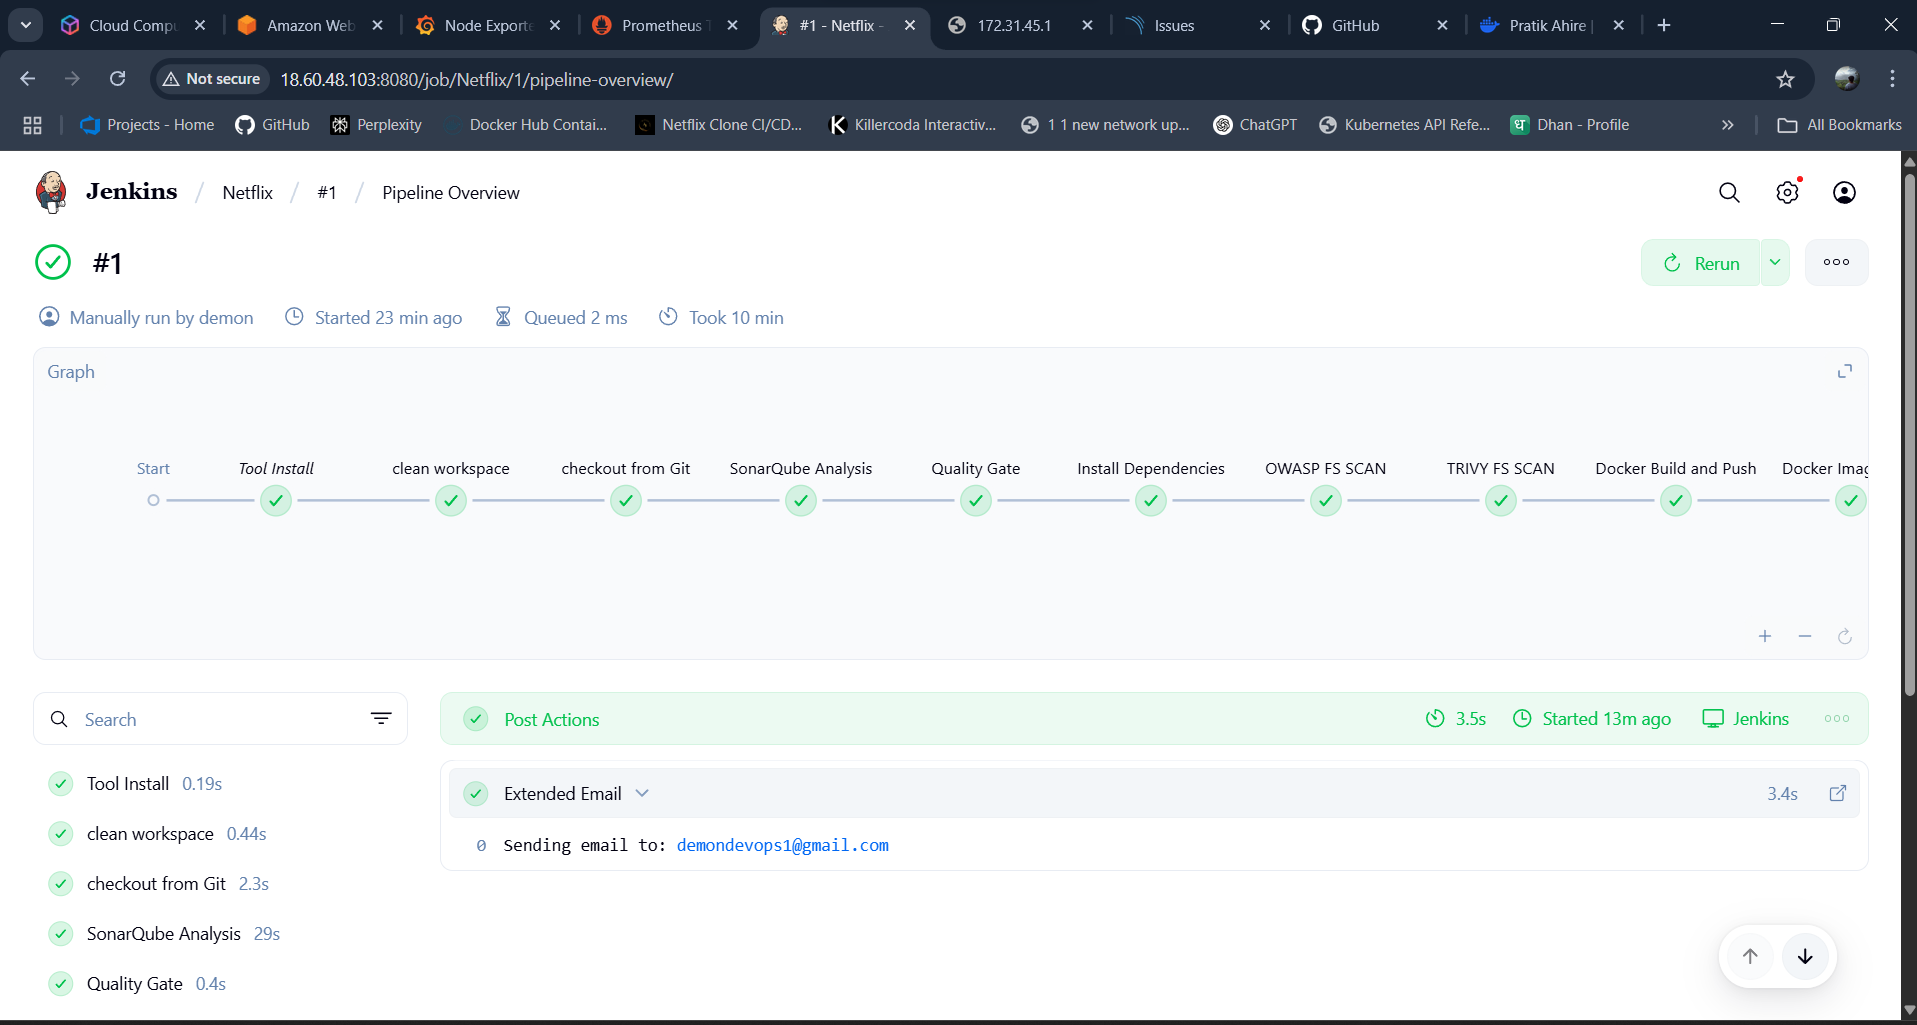 Cloud Compu
Amazon Web
Node Exporte
Prometheus
#1 - Netflix -
172.31.45.1
Issues
GitHub
Pratik Ahire |
Not secure
18.60.48.103:8080/job/Netflix/1/pipeline-overview/
Projects - Home
GitHub
Perplexity
Docker Hub Contai...
Netflix Clone CI/CD...
Killercoda Interactiv...
1 1 new network up...
ChatGPT
Kubernetes API Refe...
Dhan - Profile
»
All Bookmarks
Jenkins / Netflix / #1 / Pipeline Overview
#1
Rerun
Manually run by demon
Started 23 min ago
Queued 2 ms
Took 10 min
Graph
Start
Tool Install
clean workspace
checkout from Git
SonarQube Analysis
Quality Gate
Install Dependencies
OWASP FS SCAN
TRIVY FS SCAN
Docker Build and Push
Docker Imag
Search
Post Actions
3.5s
Started 13m ago
Jenkins
Tool Install 0.19s
Extended Email
3.4s
clean workspace 0.44s
0 Sending email to: demondevops1@gmail.com
checkout from Git 2.3s
SonarQube Analysis 29s
Quality Gate 0.4s